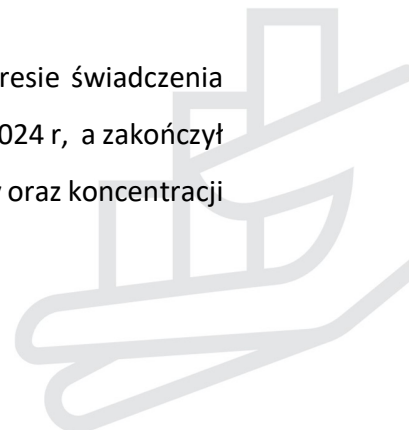 resie świadczenia
024 r, a zakończył
oraz koncentracji